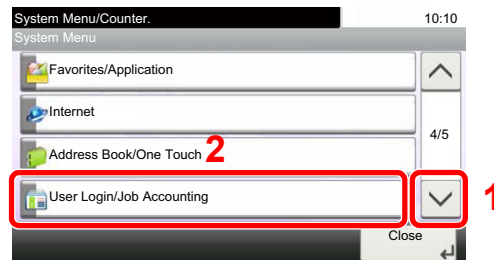 System Menu/Counter. 10:10
System Menu
Favorites/Application
Internet
4/5
Address Book/One Touch 2
User Login/Job Accounting 1
Close